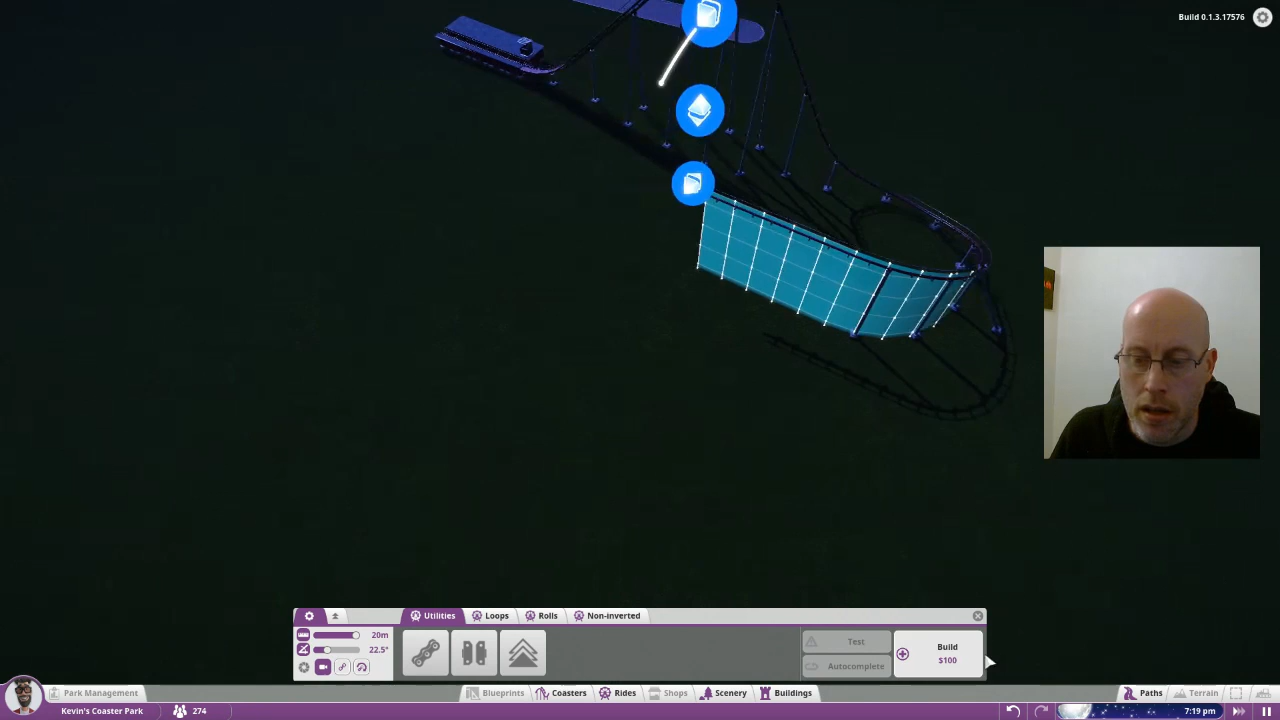 Build 0.1.3.17576
Utilities Loops Rolls Non-inverted
20m
22.5°
Test
Autocomplete
Build
$100
Park Management
Blueprints Coasters Rides Shops Scenery Buildings
Paths Terrain
Kevin's Coaster Park 274
7:19 pm